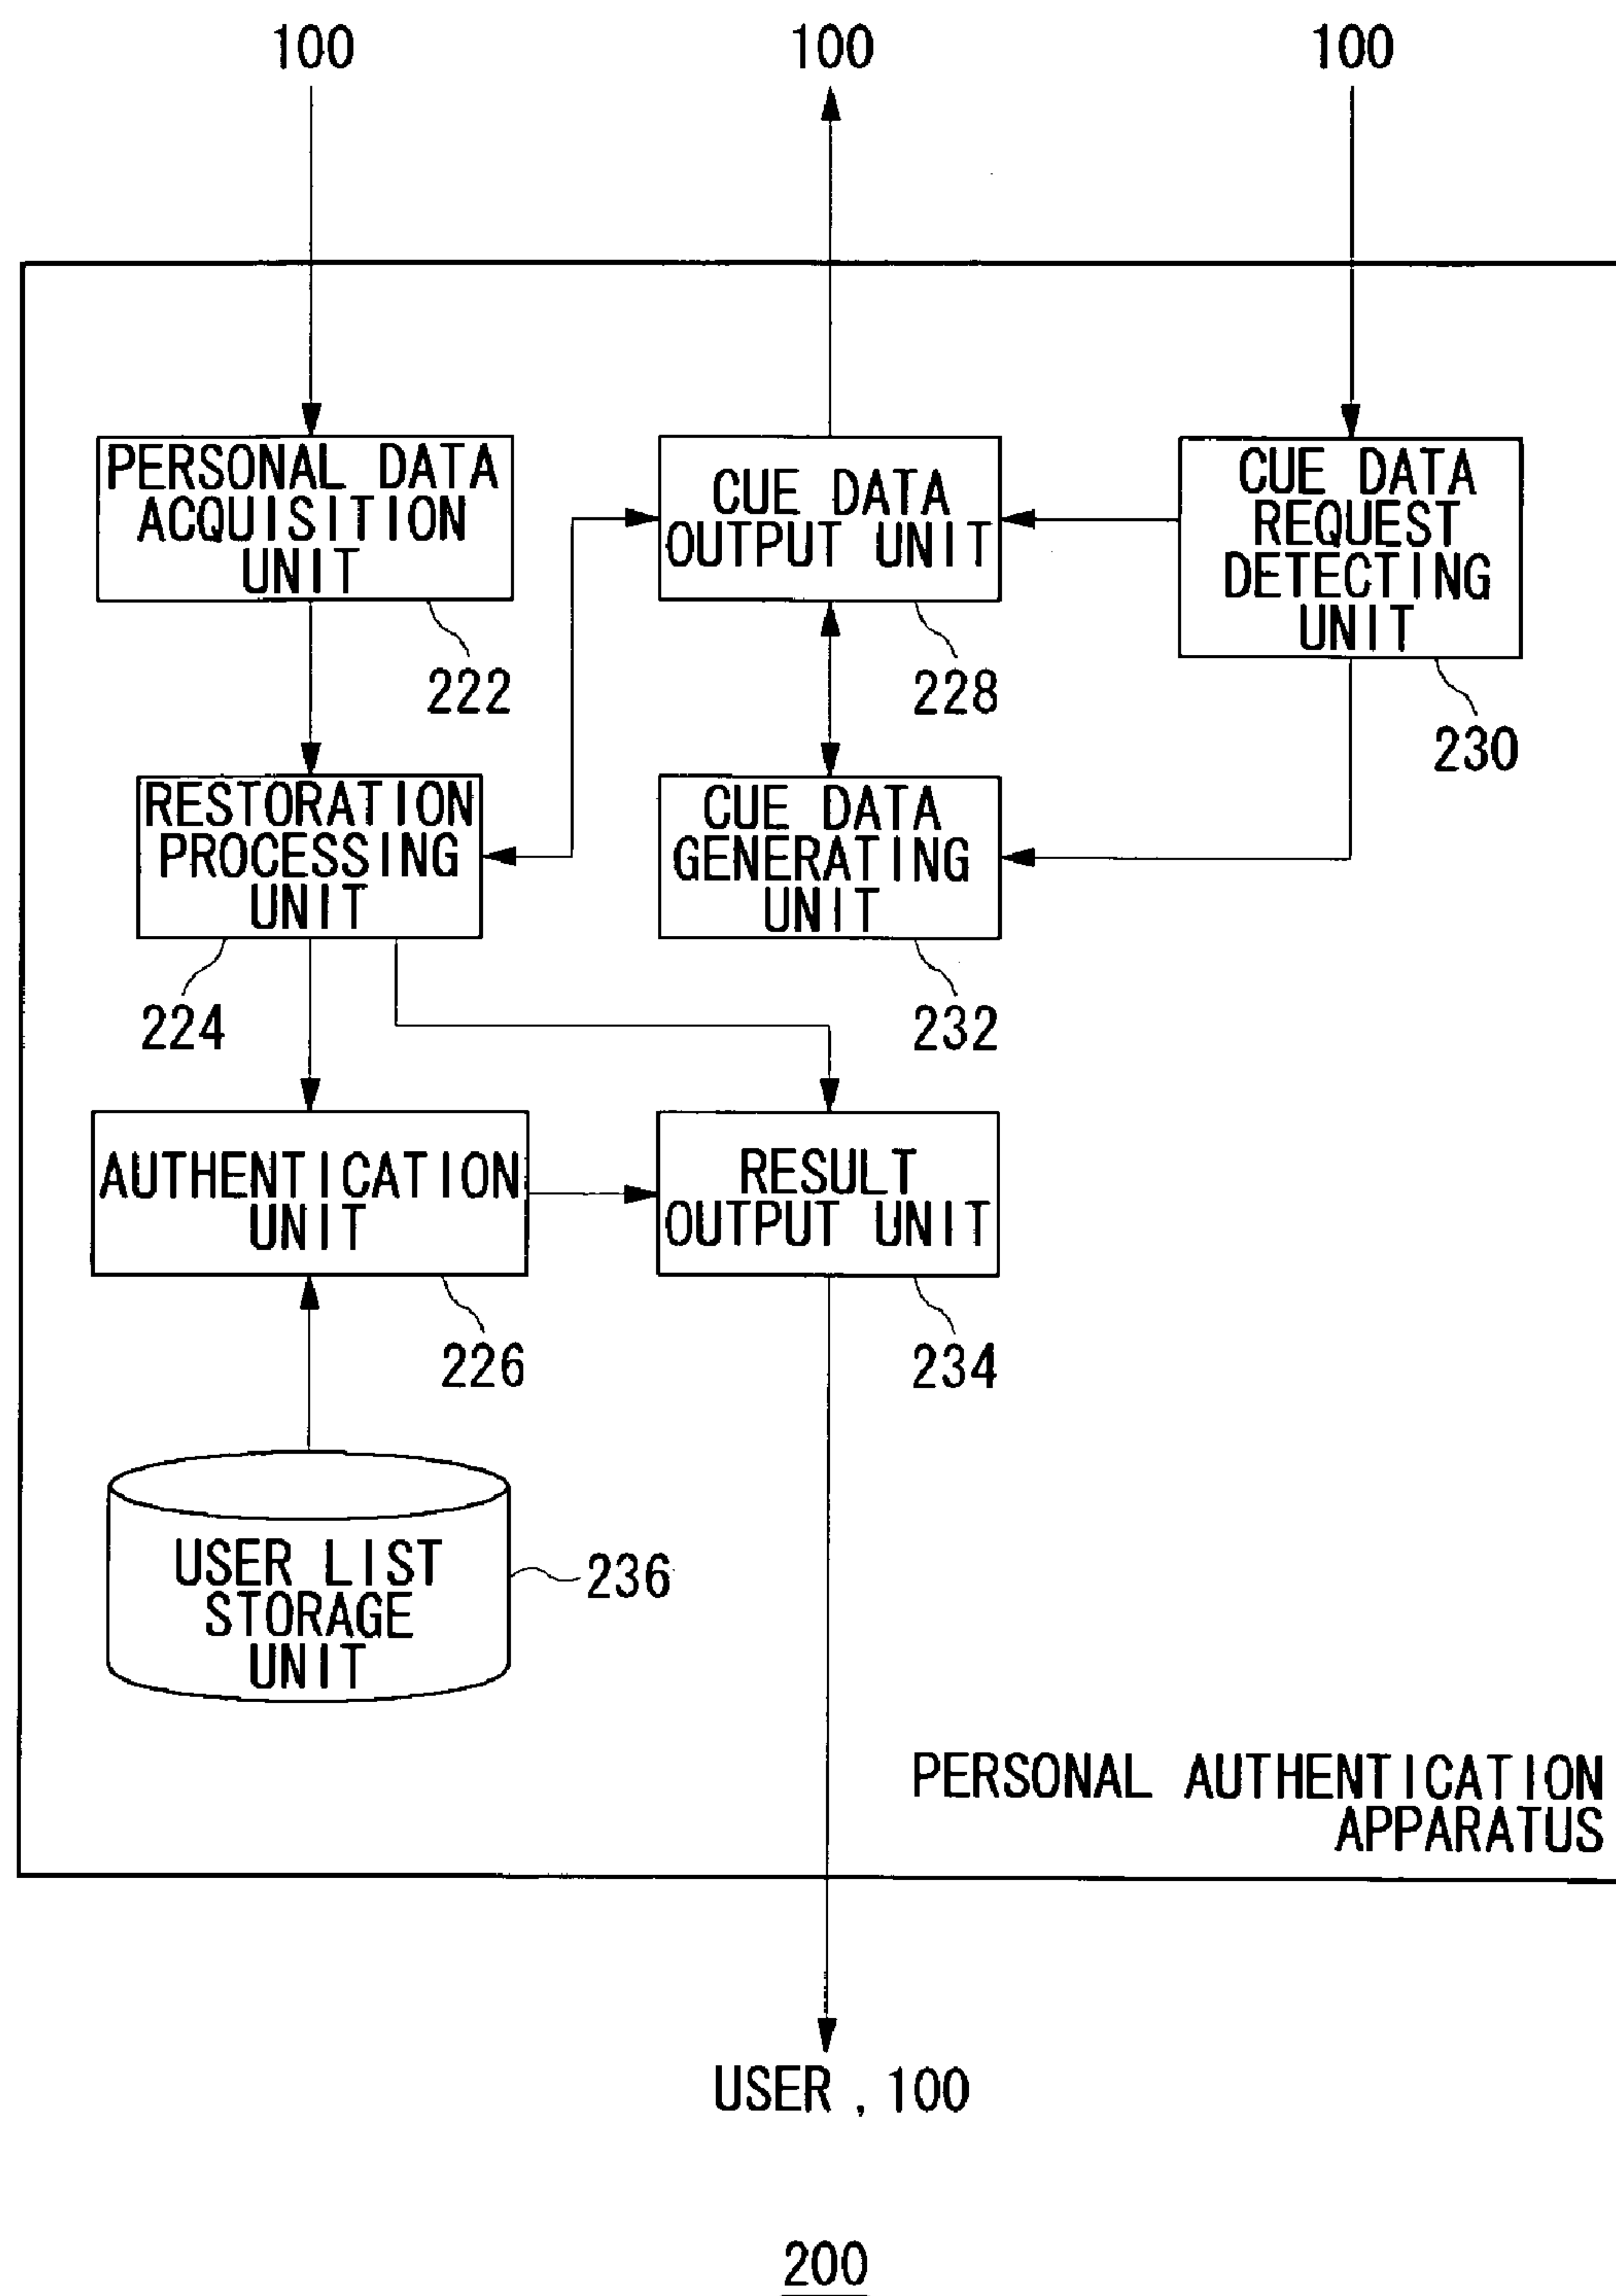 100
100
100
PERSONAL DATA
ACQUISITION
UNIT
222
CUE DATA
OUTPUT UNIT
228
CUE DATA
REQUEST
DETECTING
UNIT
230
RESTORATION
PROCESSING
UNIT
224
CUE DATA
GENERATING
UNIT
232
AUTHENTICATION
UNIT
226
RESULT
OUTPUT UNIT
234
USER LIST
STORAGE
UNIT
236
PERSONAL AUTHENTICATION
APPARATUS
USER , 100
200